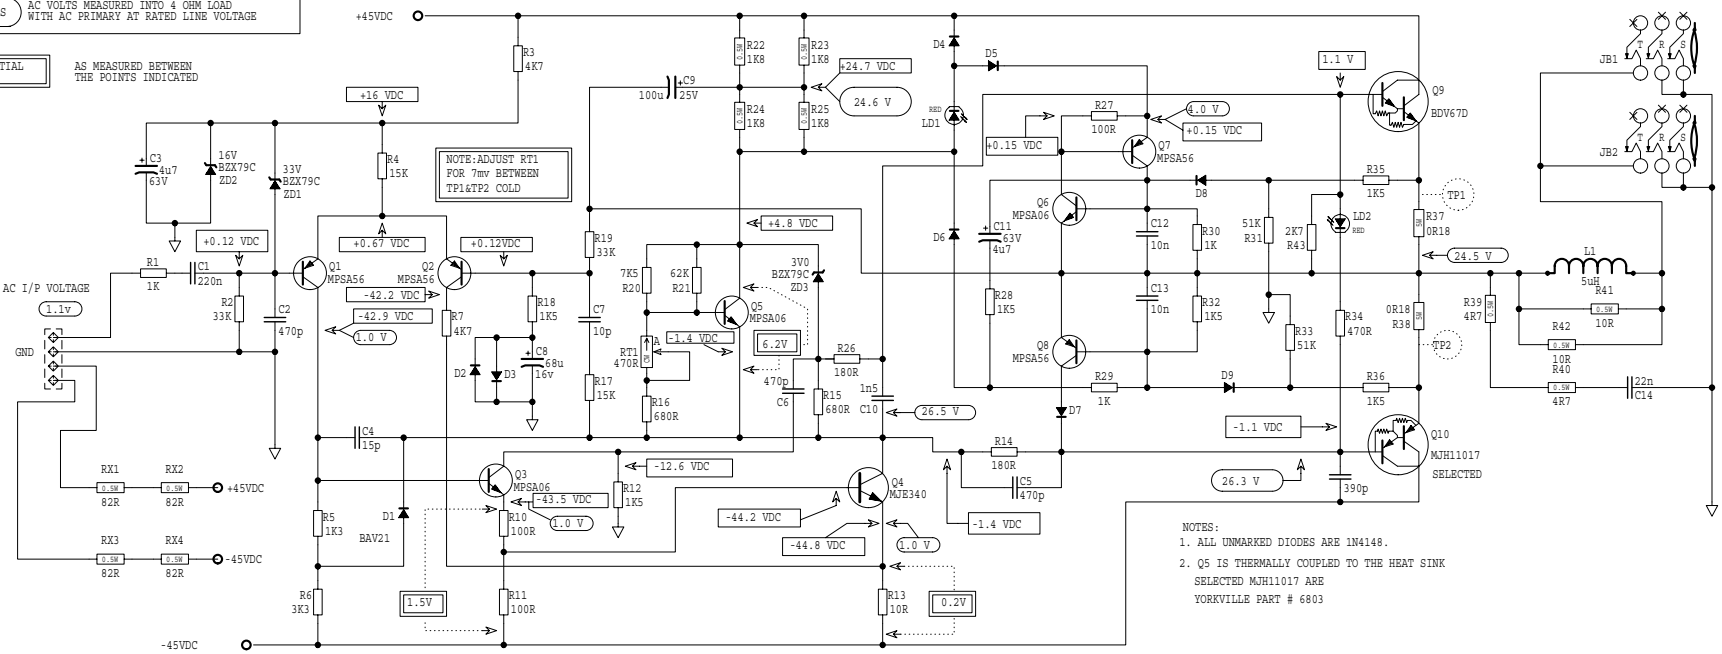 S
AC VOLTS MEASURED INTO 4 OHM LOAD
WITH AC PRIMARY AT RATED LINE VOLTAGE
TIAL
AS MEASURED BETWEEN
THE POINTS INDICATED
+45VDC
R3
4K7
+16 VDC
C3
4u7
63V
16V
BZX79C
ZD2
33V
BZX79C
ZD1
R4
15K
NOTE:ADJUST RT1
FOR 7mv BETWEEN
TP1&TP2 COLD
100u
C9
25V
R22
1K8
R23
1K8
R24
1K8
R25
1K8
+24.7 VDC
24.6 V
D4
D5
RED
LD1
D6
+0.15 VDC
R27
100R
4.0 V
+0.15 VDC
Q7
MPSA56
1.1 V
Q9
BDV67D
JB1
T R S
JB2
T R S
+0.12 VDC
+0.67 VDC
+0.12VDC
R1
1K
C1
220n
AC I/P VOLTAGE
1.1v
GND
R2
33K
C2
470p
Q1
MPSA56
Q2
MPSA56
-42.2 VDC
-42.9 VDC
1.0 V
R7
4K7
R18
1K5
D2
D3
C8
68u
16v
R19
33K
C7
10p
R17
15K
+4.8 VDC
7K5
R20
62K
R21
3V0
BZX79C
ZD3
Q5
MPSA06
-1.4 VDC
6.2V
RT1
470R
A
CW
R16
680R
470p
C6
R26
180R
R15
680R
1n5
C10
26.5 V
Q6
MPSA06
C11
63V
4u7
D8
C12
10n
R30
1K
51K
R31
2K7
R43
LD2
RED
R35
1K5
TP1
R37
0R18
24.5 V
R28
1K5
C13
10n
R32
1K5
R33
51K
R34
470R
0R18
R38
TP2
R39
4R7
L1
5uH
R41
10R
R42
10R
R40
4R7
22n
C14
Q8
MPSA56
R29
1K
D9
R36
1K5
D7
-1.1 VDC
Q10
MJH11017
SELECTED
C4
15p
R14
180R
C5
470p
390p
26.3 V
RX1
82R
RX2
82R
+45VDC
RX3
82R
RX4
82R
-45VDC
R5
1K3
D1
BAV21
Q3
MPSA06
-43.5 VDC
1.0 V
R10
100R
R12
1K5
-12.6 VDC
Q4
MJE340
-44.2 VDC
-44.8 VDC
1.0 V
-1.4 VDC
R6
3K3
1.5V
R11
100R
R13
10R
0.2V
-45VDC
NOTES:
1. ALL UNMARKED DIODES ARE 1N4148.
2. Q5 IS THERMALLY COUPLED TO THE HEAT SINK
SELECTED MJH11017 ARE
YORKVILLE PART # 6803